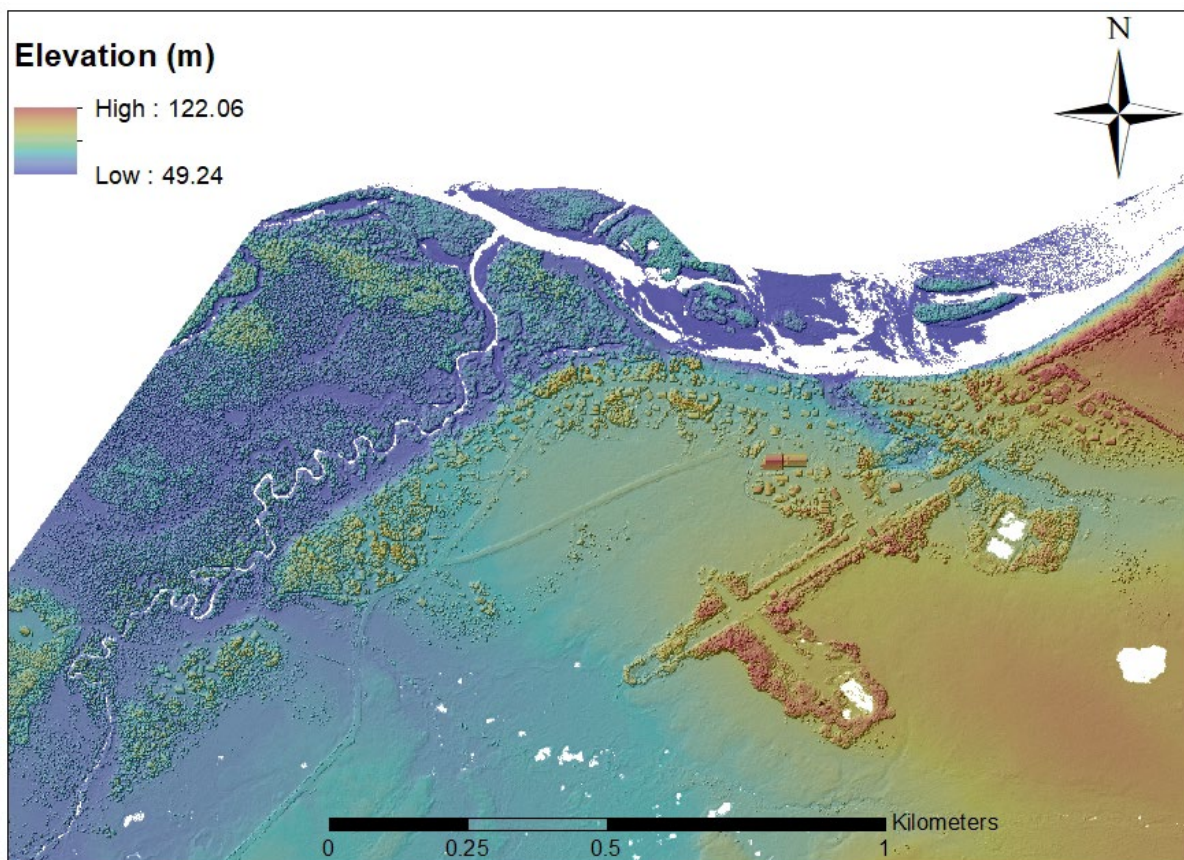 Elevation (m)
High : 122.06
Low : 49.24
N
Kilometers
0 0.25 0.5 1